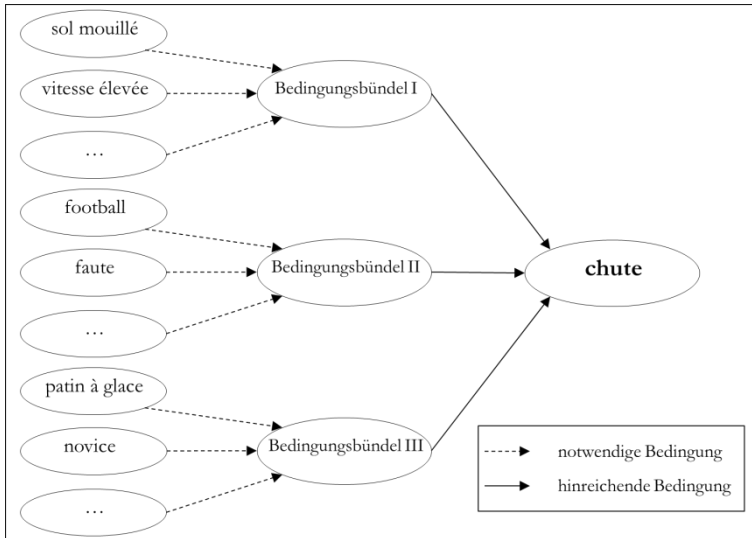 sol mouillé
vitesse élevée
…
Bedingungsbündel I
football
faute
…
Bedingungsbündel II
patin à glace
novice
…
Bedingungsbündel III
chute
notwendige Bedingung
hinreichende Bedingung